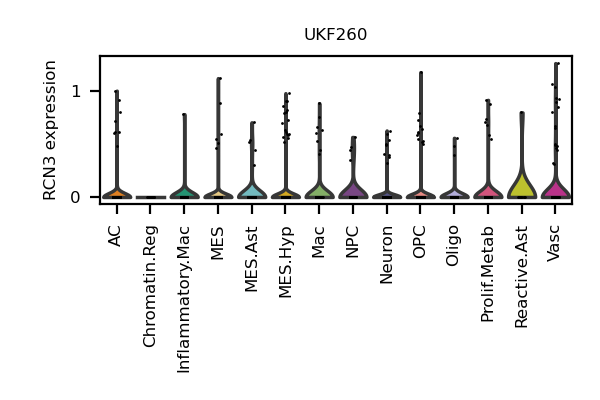 UKF260
RCN3 expression
1
0
AC
Chromatin.Reg
Inflammatory.Mac
MES
MES.Ast
MES.Hyp
Mac
NPC
Neuron
OPC
Oligo
Prolif.Metab
Reactive.Ast
Vasc